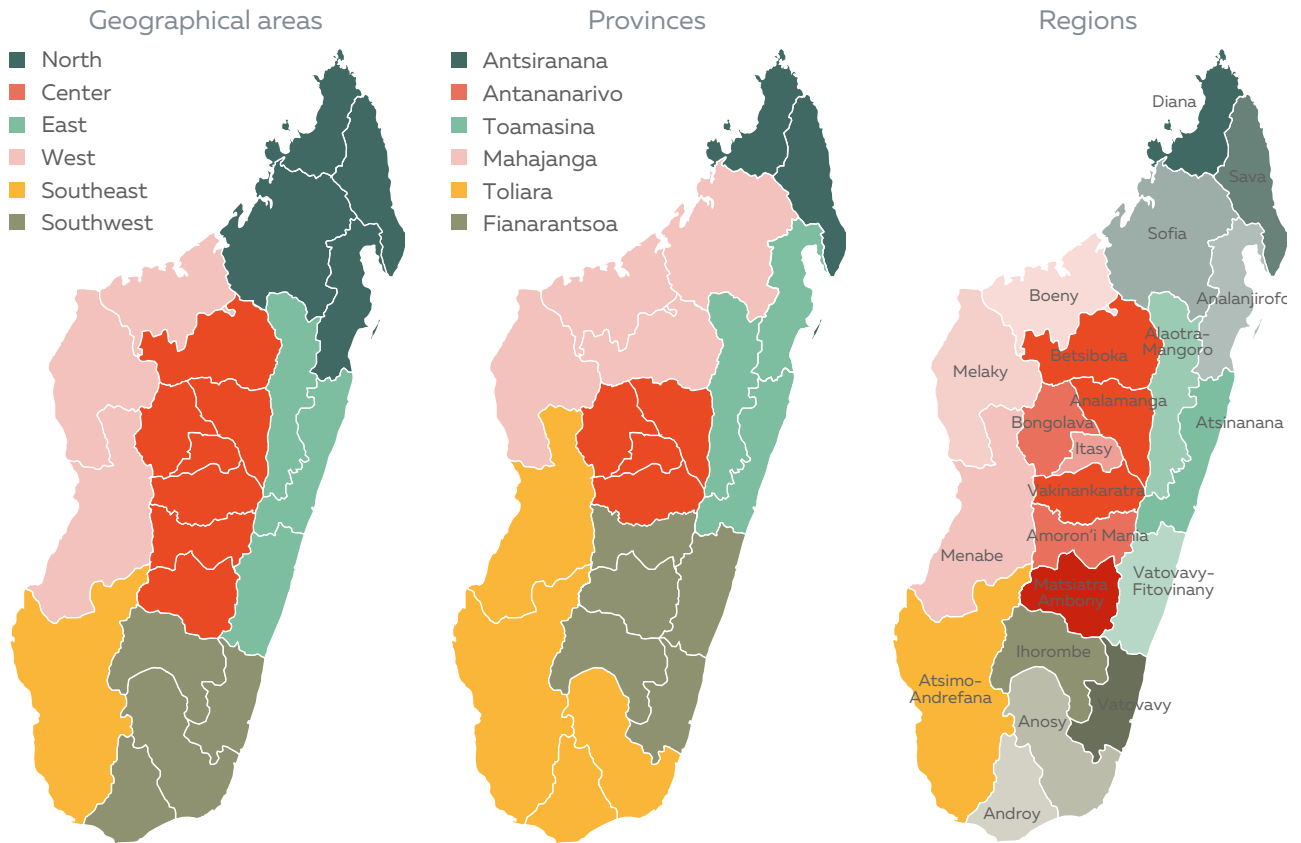 Geographical areas
North
Center
East
West
Southeast
Southwest
Provinces
Antsiranana
Antananarivo
Toamasina
Mahajanga
Toliara
Fianarantsoa
Regions
Diana
Sava
Sofia
Boeny
Analanjirofo
Alaotra-
Mangoro
Betsiboka
Melaky
Analamanga
Bongolava
Atsinanana
Itasy
Vakinankaratra
Amoron'i Mania
Menabe
Matsiatra
Ambony
Vatovavy-
Fitovinany
Ihorombe
Atsimo-
Andrefana
Vatovavy
Anosy
Androy